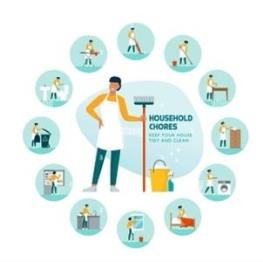 HOUSEHOLD
CHORES
KEEP YOUR HOUSE
TIDY AND CLEAN